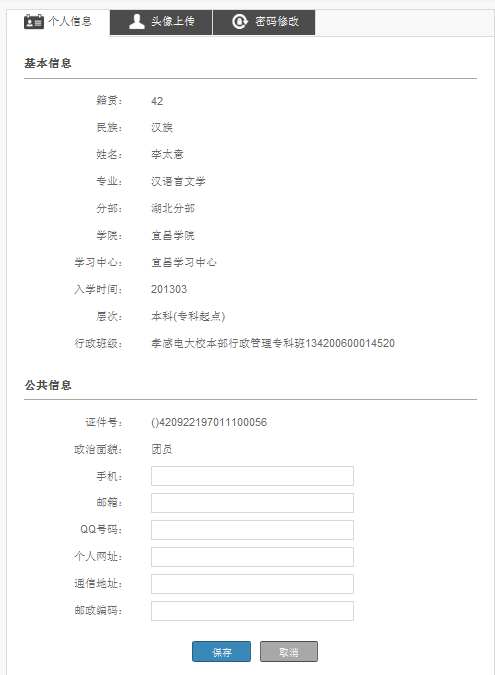 个人信息 头像上传 密码修改
基本信息
籍贯： 42
民族： 汉族
姓名： 李太意
专业： 汉语言文学
分部： 湖北分部
学院： 宜昌学院
学习中心： 宜昌学习中心
入学时间： 201303
层次： 本科(专科起点)
行政班级： 孝感电大校本部行政管理专科班134200600014520
公共信息
证件号： ()420922197011100056
政治面貌： 团员
手机：
邮箱：
QQ号码：
个人网址：
通信地址：
邮政编码：
保存 取消